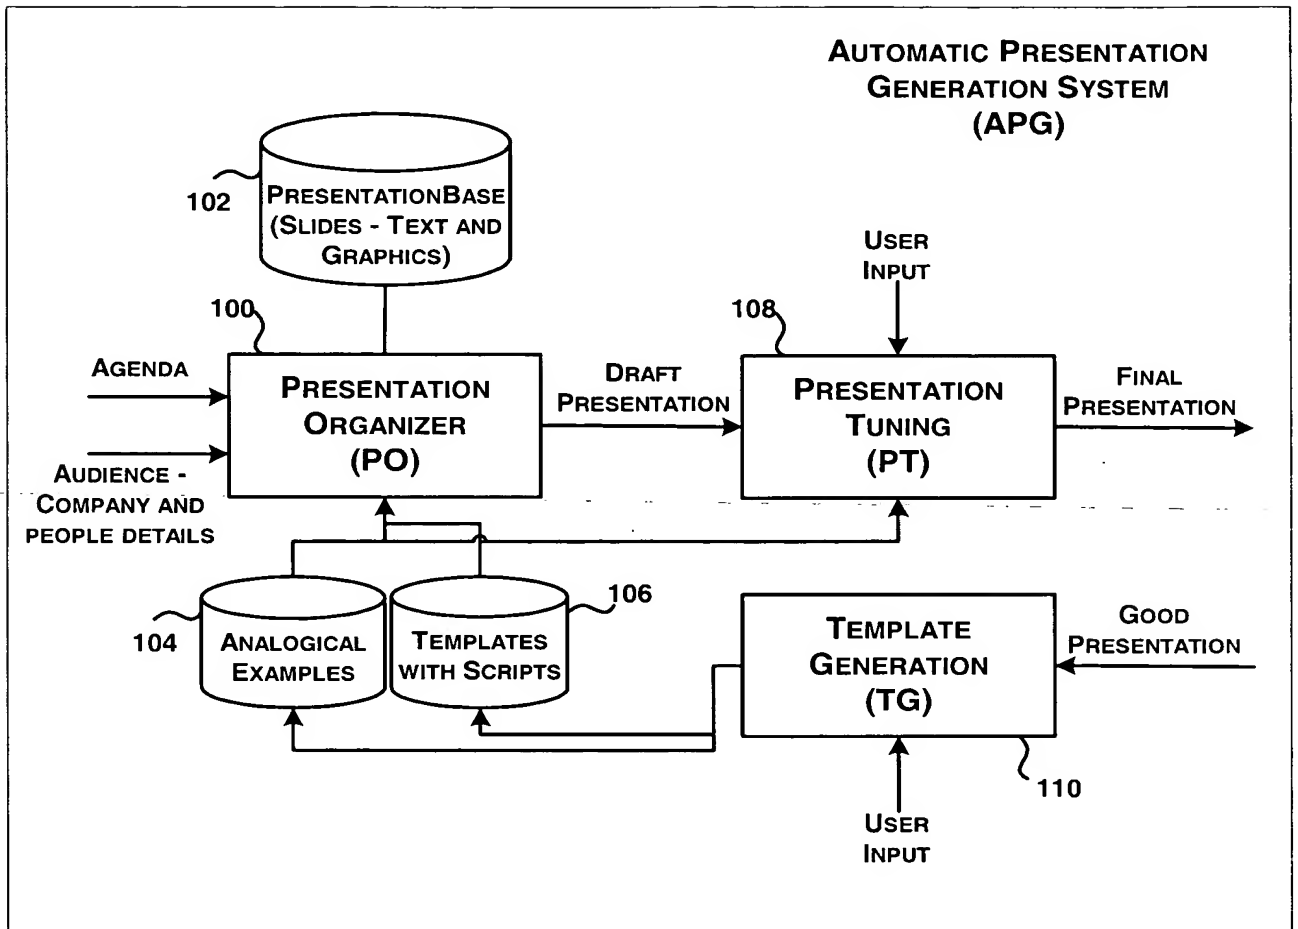 AUTOMATIC PRESENTATION
GENERATION SYSTEM
(APG)
102
PRESENTATIONBASE
(SLIDES - TEXT AND
GRAPHICS)
USER
INPUT
100
108
AGENDA
PRESENTATION
ORGANIZER
(PO)
DRAFT
PRESENTATION
PRESENTATION
TUNING
(PT)
FINAL
PRESENTATION
AUDIENCE -
COMPANY AND
PEOPLE DETAILS
104
ANALOGICAL
EXAMPLES
106
TEMPLATES
WITH SCRIPTS
TEMPLATE
GENERATION
(TG)
GOOD
PRESENTATION
110
USER
INPUT